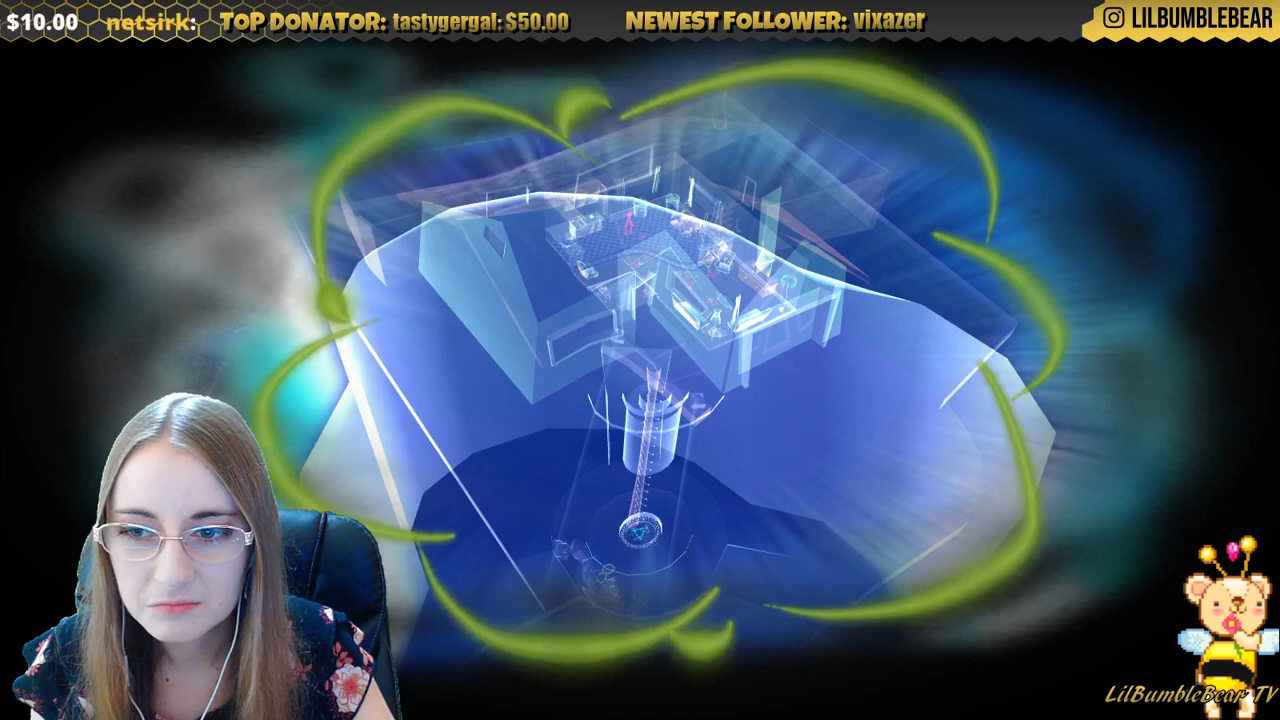 $10.00 netsirk: TOP DONATOR: tastygergal: $50.00 NEWEST FOLLOWER: vixazer LILBUMBLEBEAR
LilBumbleBear TV